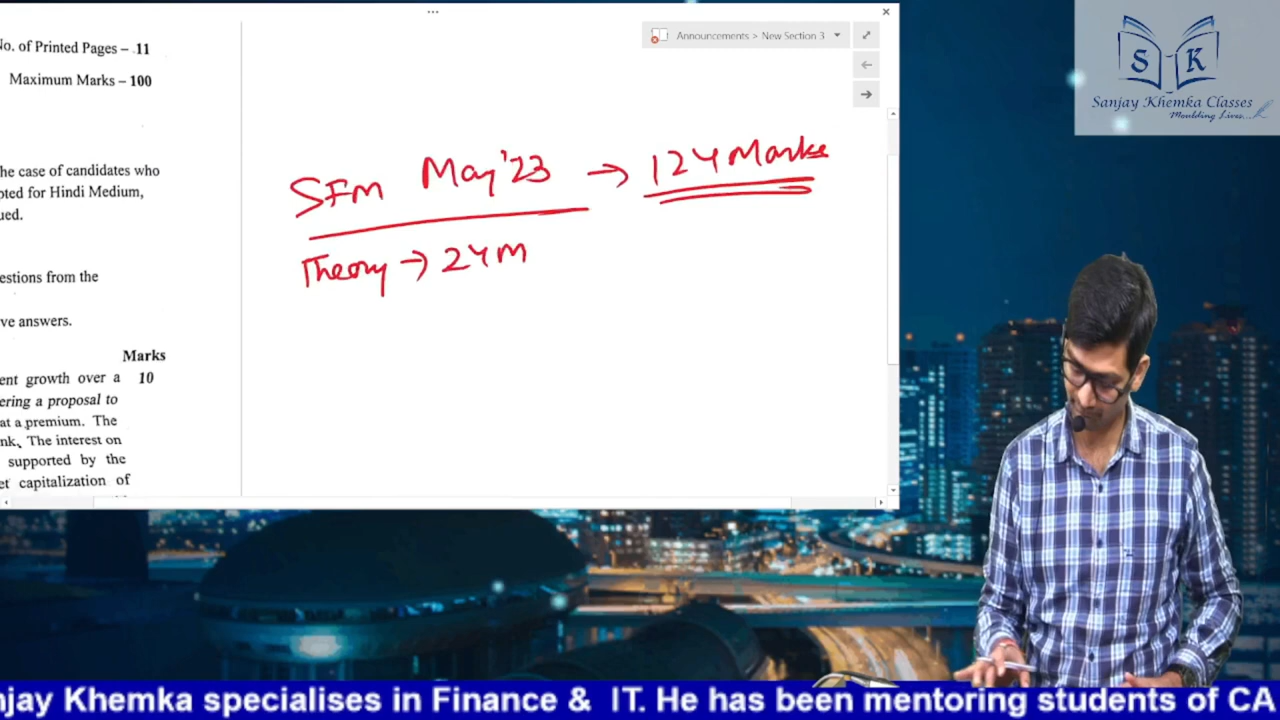 No. of Printed Pages – 11
Maximum Marks – 100
he case of candidates who
pted for Hindi Medium,
ued.
estions from the
ve answers.
Marks
ent growth over a 10
ering a proposal to
at a premium. The
nk. The interest on
supported by the
et capitalization of
Announcements > New Section 3
SFM May'23 → 124 Marks
Theory → 24M
S K
Sanjay Khemka Classes
Moulding Lives...
njay Khemka specialises in Finance & IT. He has been mentoring students of CA